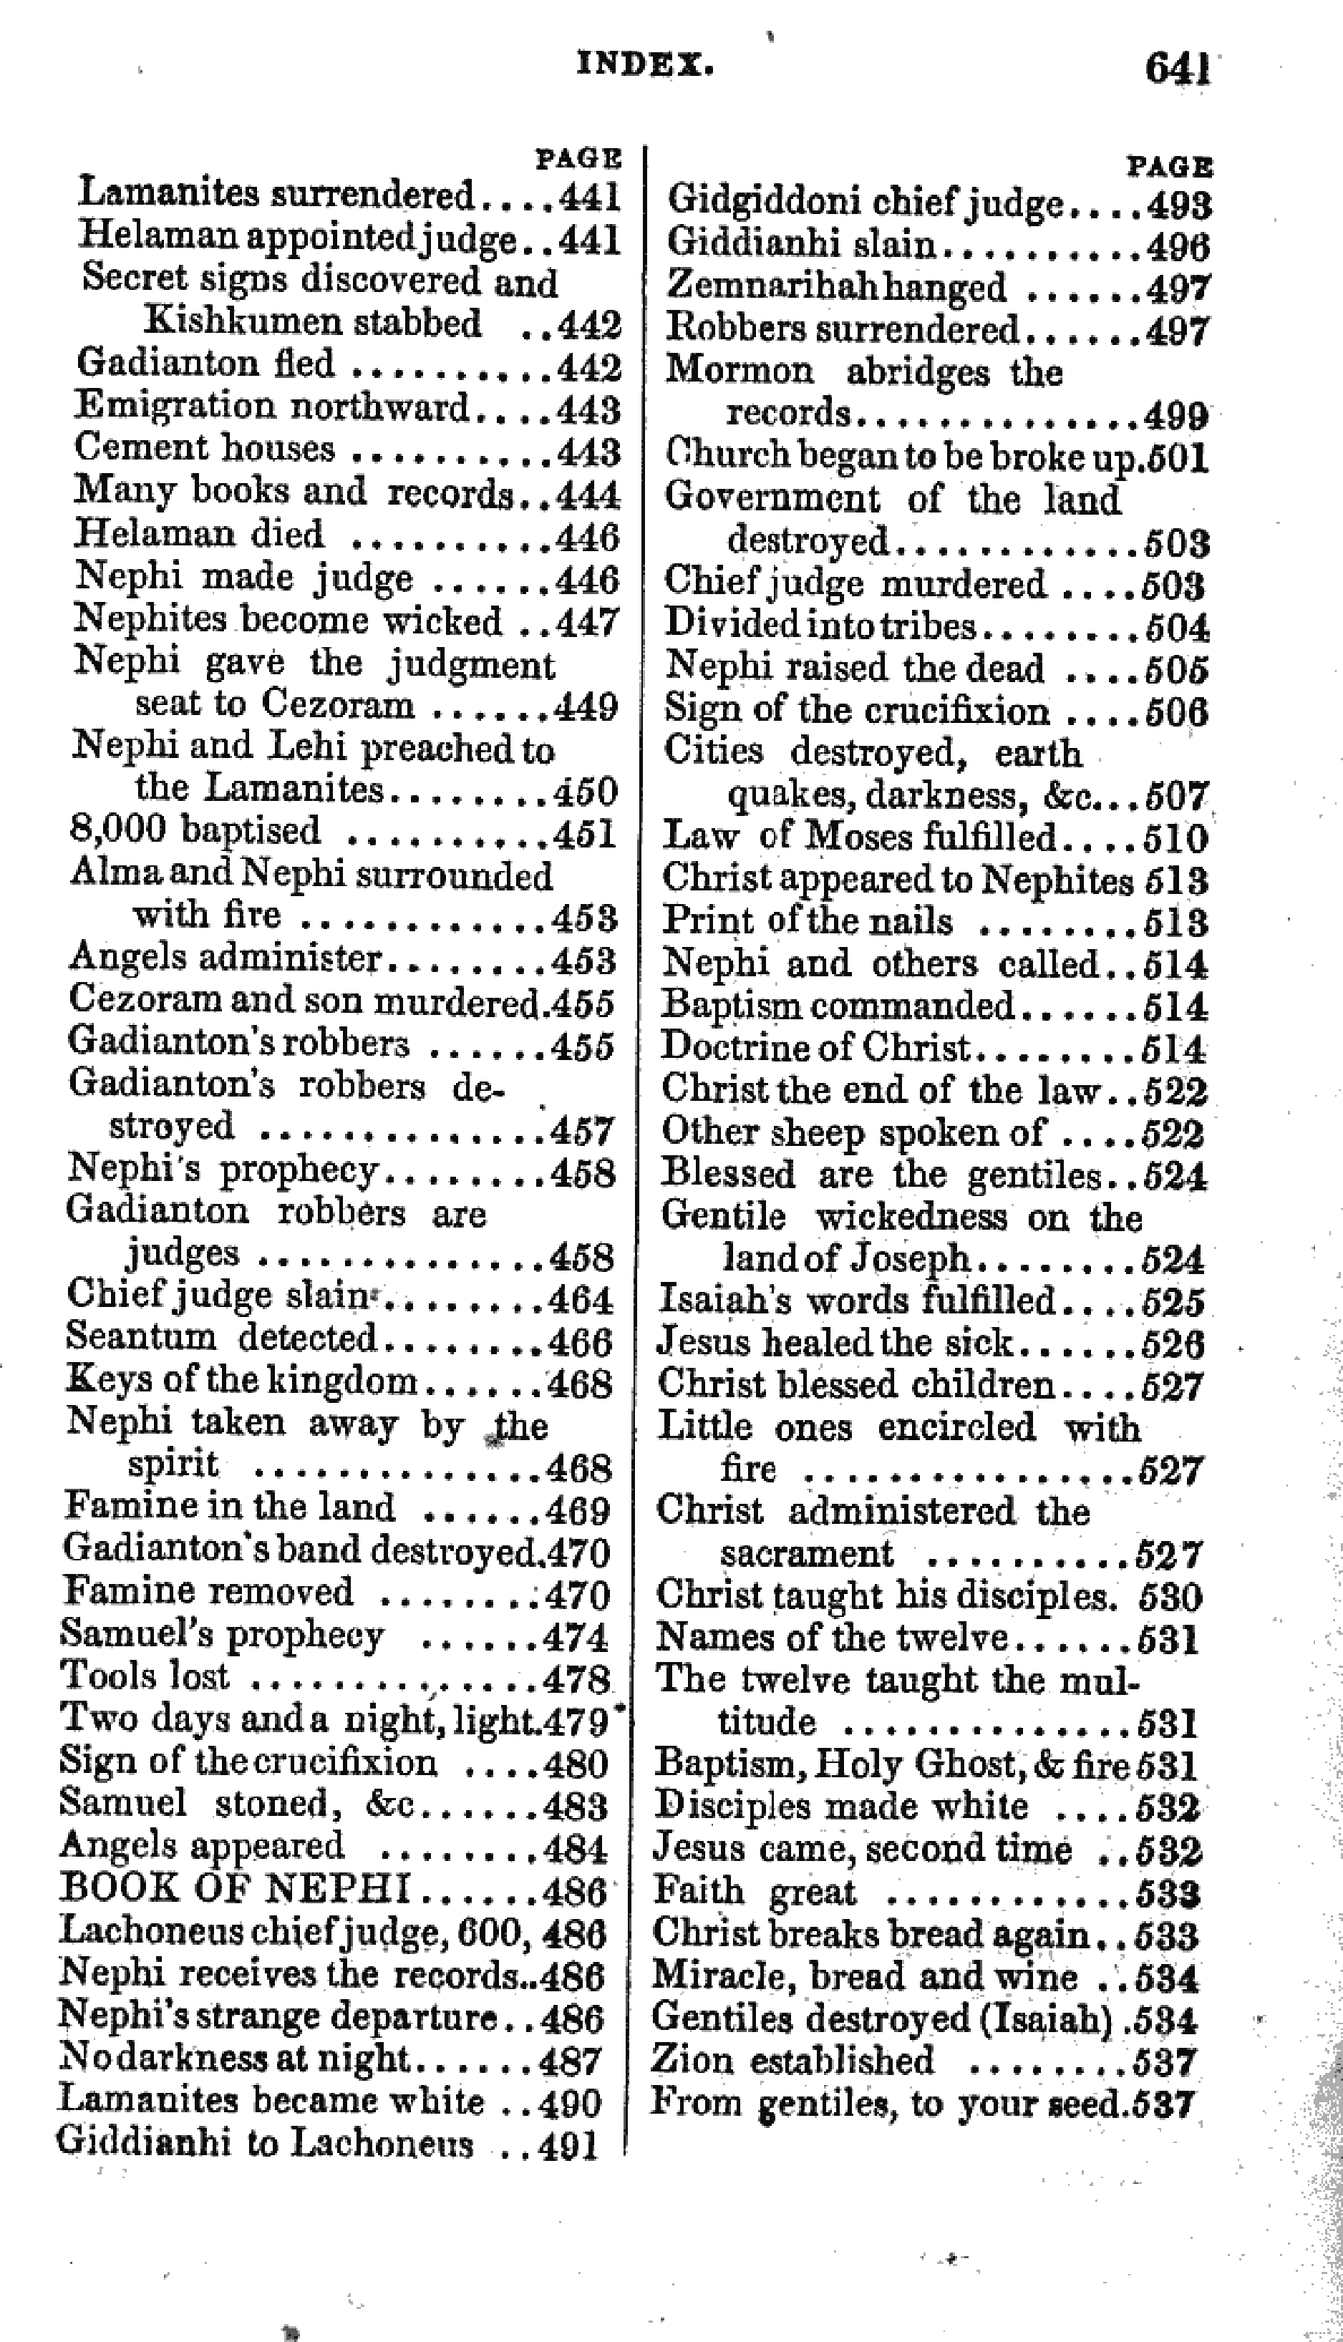 INDEX. 641
PAGE
Lamanites surrendered....441
Helaman appointed judge..441
Secret signs discovered and
Kishkumen stabbed ..442
Gadianton fled ..........442
Emigration northward....443
Cement houses ..........443
Many books and records..444
Helaman died ..........446
Nephi made judge ......446
Nephites become wicked ..447
Nephi gave the judgment
seat to Cezoram ......449
Nephi and Lehi preached to
the Lamanites........450
8,000 baptised ..........451
Alma and Nephi surrounded
with fire ............453
Angels administer........453
Cezoram and son murdered.455
Gadianton's robbers ......455
Gadianton's robbers de-
stroyed ..............457
Nephi's prophecy........458
Gadianton robbers are
judges ..............458
Chief judge slain........464
Seantum detected........466
Keys of the kingdom......468
Nephi taken away by the
spirit ..............468
Famine in the land ......469
Gadianton's band destroyed.470
Famine removed ........470
Samuel's prophecy ......474
Tools lost ..............478
Two days and a night, light.479
Sign of the crucifixion ....480
Samuel stoned, &c......483
Angels appeared ........484
BOOK OF NEPHI......486
Lachoneus chief judge, 600, 486
Nephi receives the records..486
Nephi's strange departure..486
No darkness at night......487
Lamanites became white ..490
Giddianhi to Lachoneus ..491
PAGE
Gidgiddoni chief judge....493
Giddianhi slain..........496
Zemnarihah hanged ......497
Robbers surrendered......497
Mormon abridges the
records..............499
Church began to be broke up.501
Government of the land
destroyed............503
Chief judge murdered ....503
Divided into tribes........504
Nephi raised the dead ....505
Sign of the crucifixion ....506
Cities destroyed, earth
quakes, darkness, &c...507
Law of Moses fulfilled....510
Christ appeared to Nephites 513
Print of the nails ........513
Nephi and others called..514
Baptism commanded......514
Doctrine of Christ........514
Christ the end of the law..522
Other sheep spoken of ....522
Blessed are the gentiles..524
Gentile wickedness on the
land of Joseph........524
Isaiah's words fulfilled....525
Jesus healed the sick......526
Christ blessed children....527
Little ones encircled with
fire ................527
Christ administered the
sacrament ..........527
Christ taught his disciples. 530
Names of the twelve......531
The twelve taught the mul-
titude ..............531
Baptism, Holy Ghost, & fire 531
Disciples made white ....532
Jesus came, second time ..532
Faith great ............533
Christ breaks bread again..533
Miracle, bread and wine ..534
Gentiles destroyed (Isaiah) .534
Zion established ........537
From gentiles, to your seed.537